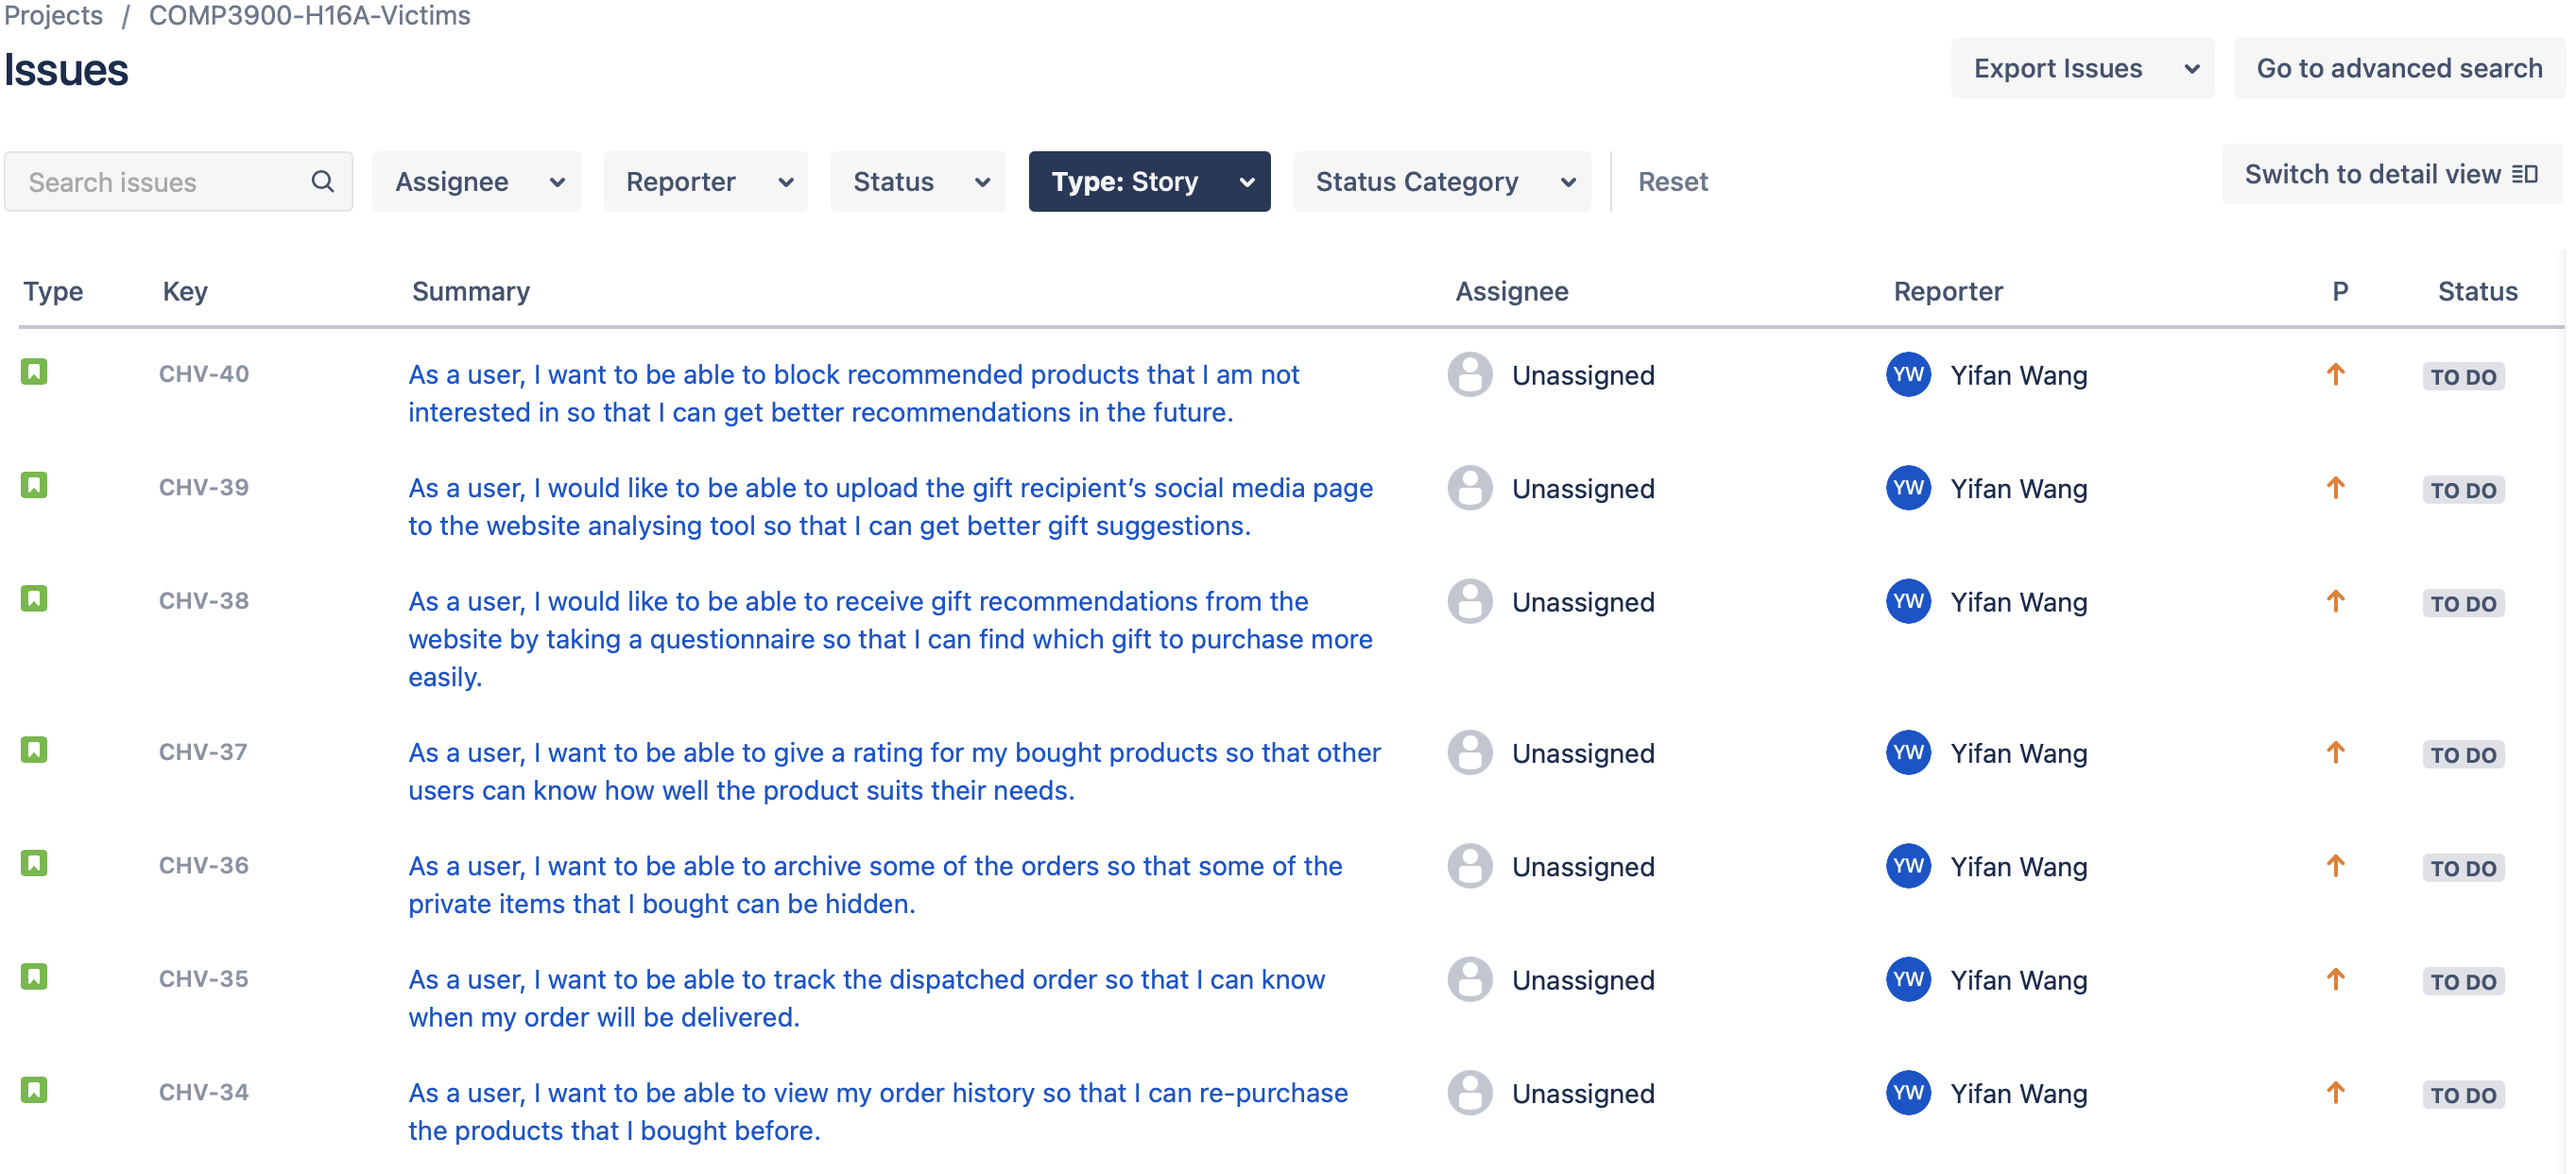 Projects / COMP3900-H16A-Victims
Issues
Export Issues
Go to advanced search
Search issues
Assignee
Reporter
Status
Type: Story
Status Category
Reset
Switch to detail view
Type Key Summary Assignee Reporter P Status
CHV-40 As a user, I want to be able to block recommended products that I am not Unassigned YW Yifan Wang TO DO
interested in so that I can get better recommendations in the future.
CHV-39 As a user, I would like to be able to upload the gift recipient’s social media page Unassigned YW Yifan Wang TO DO
to the website analysing tool so that I can get better gift suggestions.
CHV-38 As a user, I would like to be able to receive gift recommendations from the Unassigned YW Yifan Wang TO DO
website by taking a questionnaire so that I can find which gift to purchase more
easily.
CHV-37 As a user, I want to be able to give a rating for my bought products so that other Unassigned YW Yifan Wang TO DO
users can know how well the product suits their needs.
CHV-36 As a user, I want to be able to archive some of the orders so that some of the Unassigned YW Yifan Wang TO DO
private items that I bought can be hidden.
CHV-35 As a user, I want to be able to track the dispatched order so that I can know Unassigned YW Yifan Wang TO DO
when my order will be delivered.
CHV-34 As a user, I want to be able to view my order history so that I can re-purchase Unassigned YW Yifan Wang TO DO
the products that I bought before.